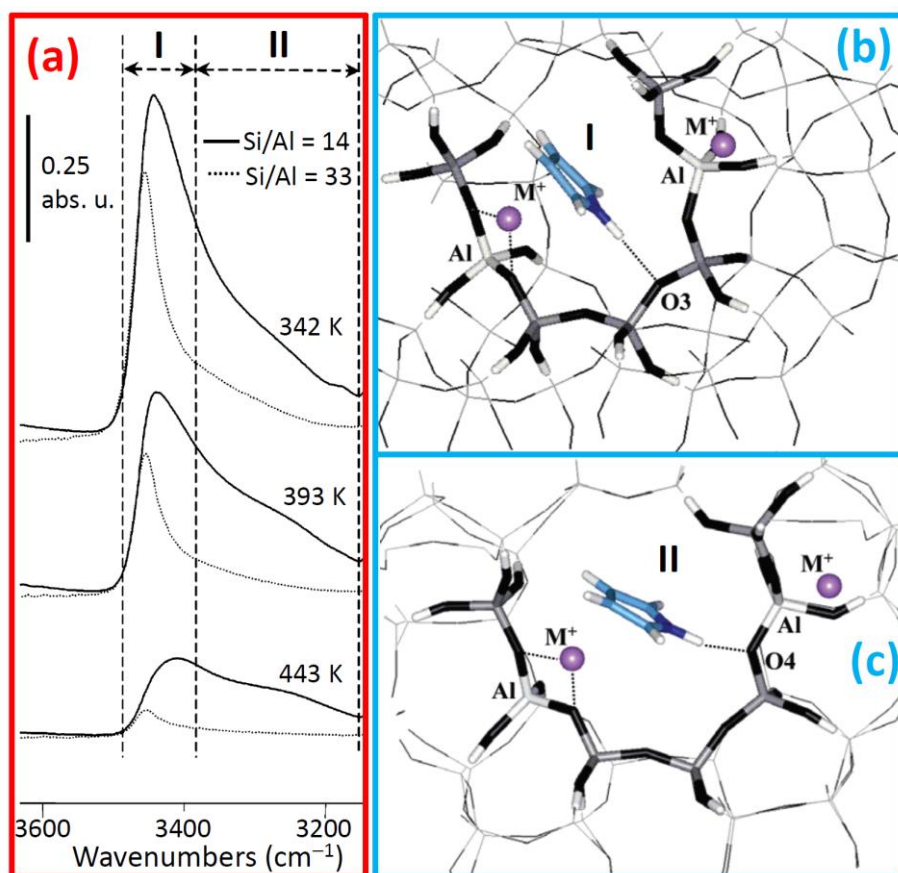 (a)
I II
Si/Al = 14
Si/Al = 33
0.25
abs. u.
342 K
393 K
443 K
3600 3400 3200
Wavenumbers (cm⁻¹)
(b)
I
M⁺
Al
M⁺
Al
O3
(c)
II
M⁺
Al
M⁺
O4
Al